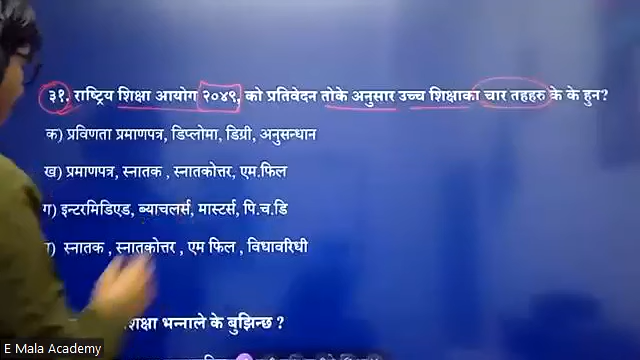 ३१. राष्ट्रिय शिक्षा आयोग २०४९, को प्रतिवेदन तोके अनुसार उच्च शिक्षाका चार तहहरु के के हुन?
क) प्रविणता प्रमाणपत्र, डिप्लोमा, डिग्री, अनुसन्धान
ख) प्रमाणपत्र, स्नातक , स्नातकोत्तर, एम.फिल
ग) इन्टरमिडिएड, ब्याचलर्स, मास्टर्स, पि.च.डि
स्नातक , स्नातकोत्तर , एम फिल , विधावरिधी
शिक्षा भन्नाले के बुझिन्छ ?
E Mala Academy